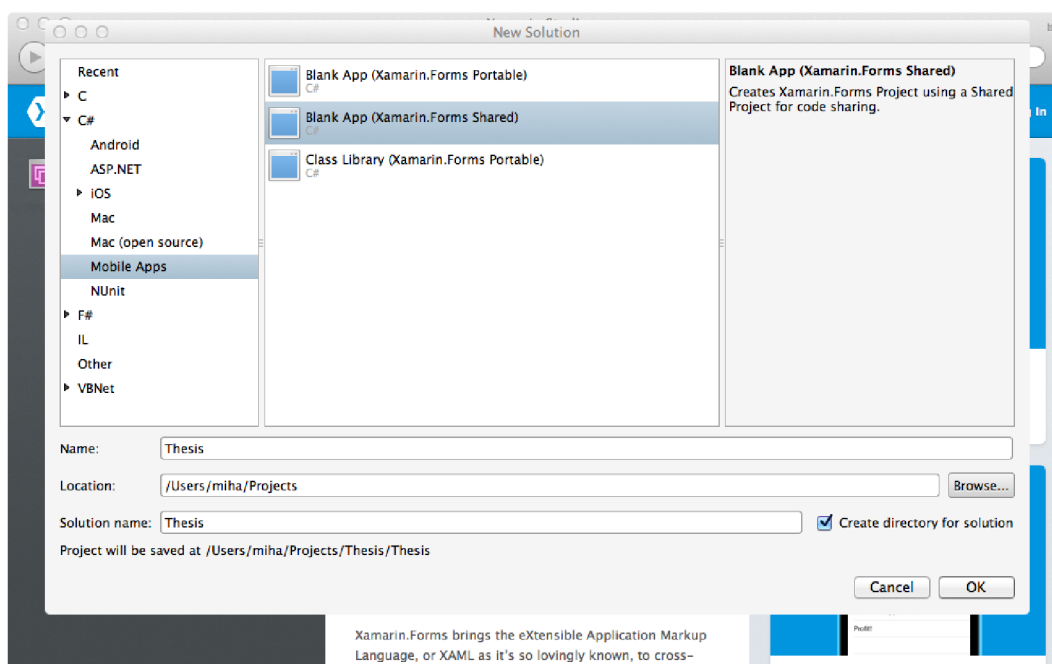 New Solution
Recent
C
C#
Android
ASP.NET
iOS
Mac
Mac (open source)
Mobile Apps
NUnit
F#
IL
Other
VBNet
Blank App (Xamarin.Forms Portable)
C#
Blank App (Xamarin.Forms Shared)
C#
Class Library (Xamarin.Forms Portable)
C#
Blank App (Xamarin.Forms Shared)
Creates Xamarin.Forms Project using a Shared
Project for code sharing.
In
Name: Thesis
Location: /Users/miha/Projects Browse...
Solution name: Thesis Create directory for solution
Project will be saved at /Users/miha/Projects/Thesis/Thesis
Cancel OK
Profit!
Xamarin.Forms brings the eXtensible Application Markup
Language, or XAML as it's so lovingly known, to cross-